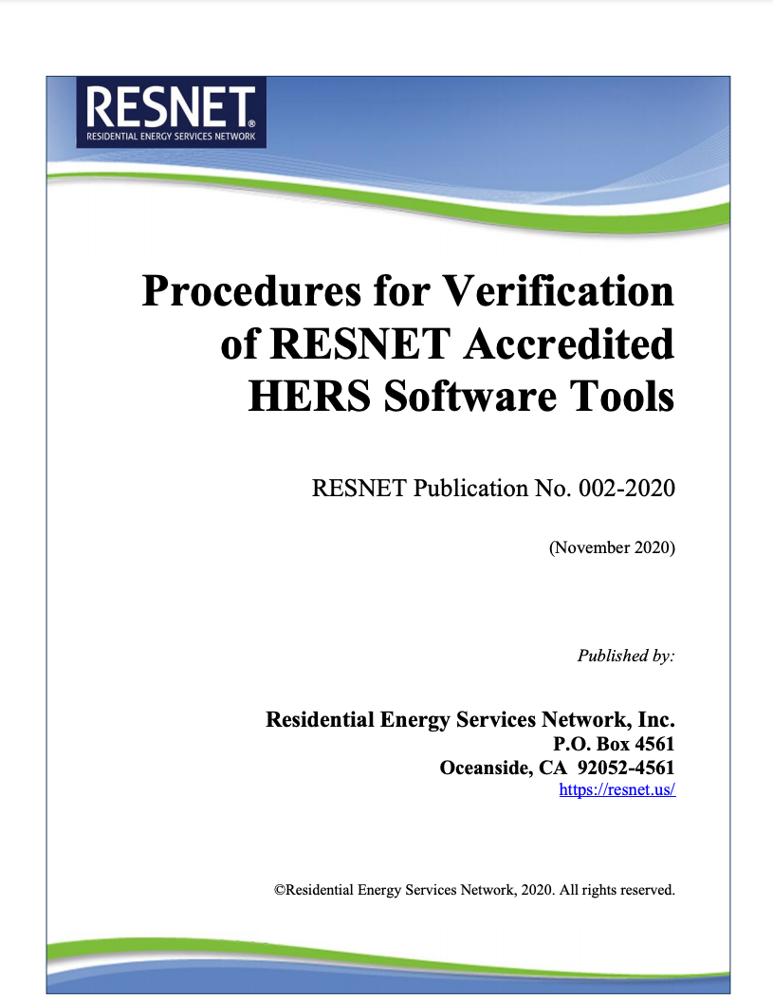 RESNET®
RESIDENTIAL ENERGY SERVICES NETWORK
Procedures for Verification
of RESNET Accredited
HERS Software Tools
RESNET Publication No. 002-2020
(November 2020)
Published by:
Residential Energy Services Network, Inc.
P.O. Box 4561
Oceanside, CA  92052-4561
https://resnet.us/
©Residential Energy Services Network, 2020. All rights reserved.